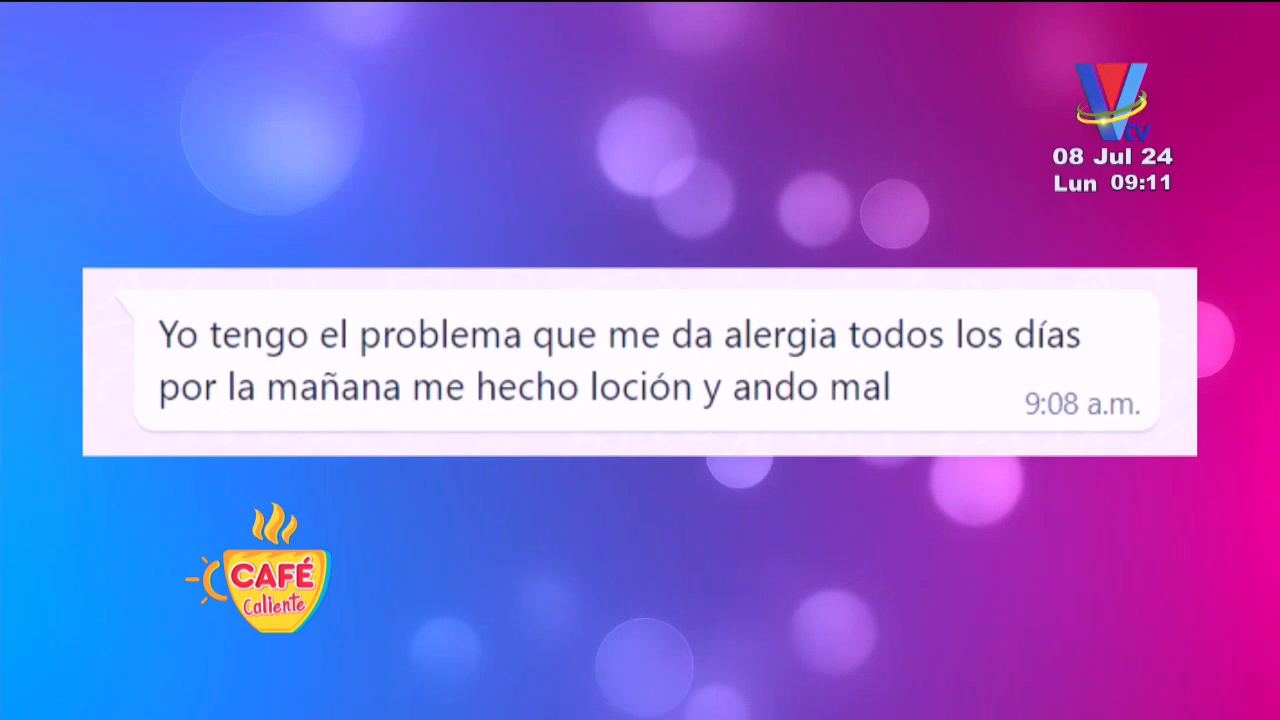 Vtv
08 Jul 24
Lun 09:11
Yo tengo el problema que me da alergia todos los días
por la mañana me hecho loción y ando mal
9:08 a.m.
CAFÉ
Caliente